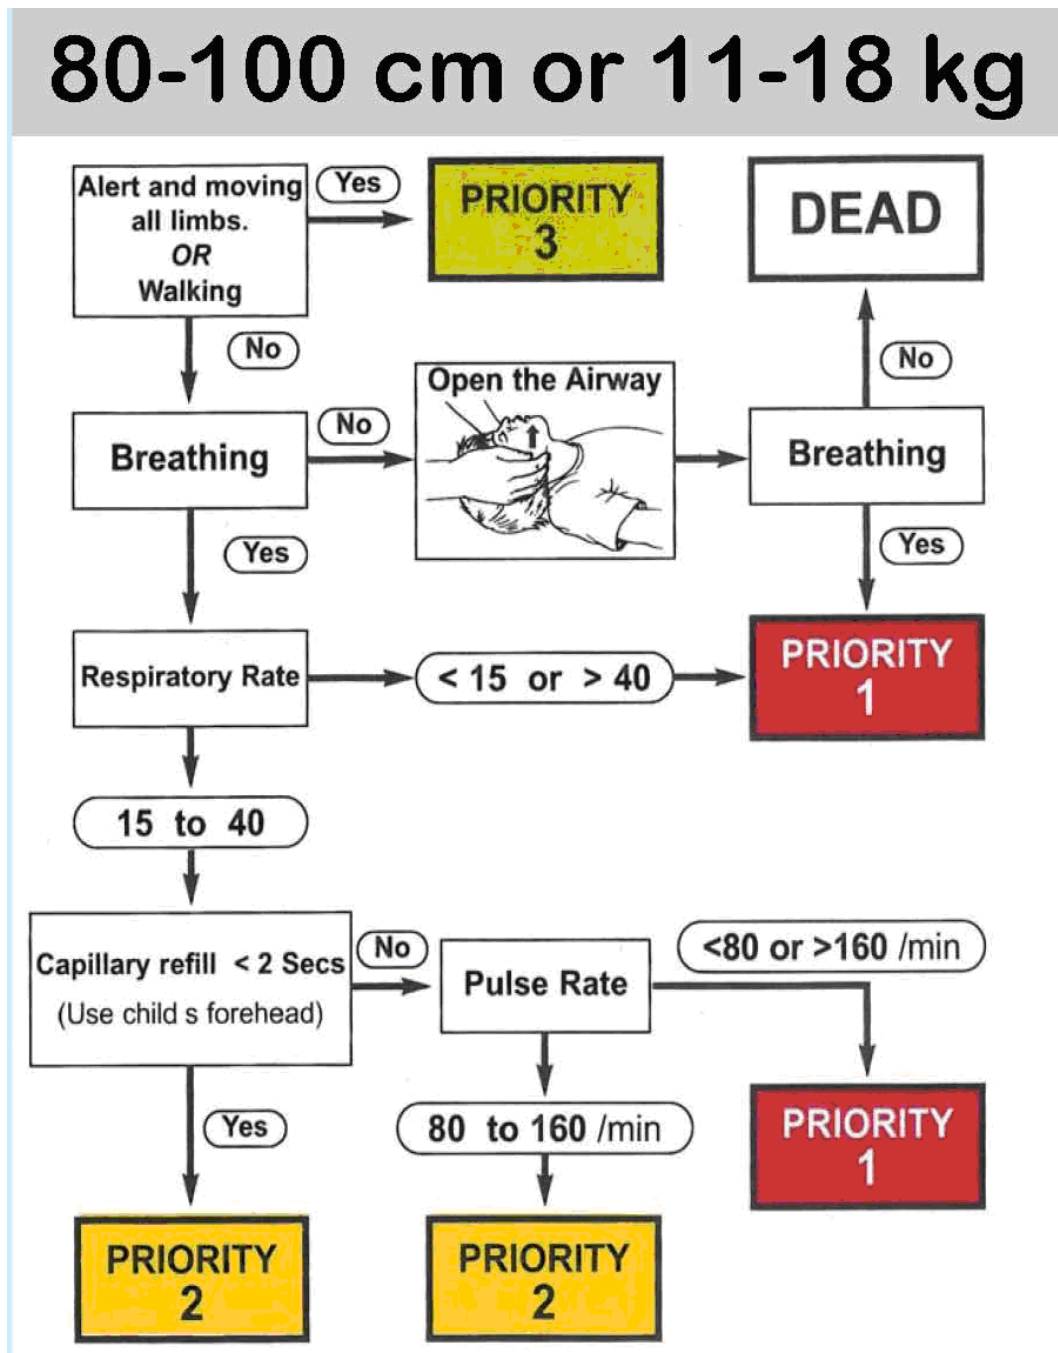 80-100 cm or 11-18 kg
Alert and moving
all limbs.
OR
Walking
Yes
PRIORITY
3
DEAD
No
No
Open the Airway
Breathing
No
Breathing
Yes
Yes
Respiratory Rate
< 15 or > 40
PRIORITY
1
15 to 40
Capillary refill < 2 Secs
(Use child s forehead)
No
Pulse Rate
<80 or >160 /min
Yes
80 to 160 /min
PRIORITY
1
PRIORITY
2
PRIORITY
2